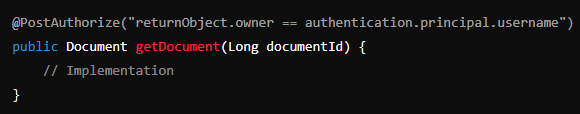 @PostAuthorize("returnObject.owner == authentication.principal.username")
public Document getDocument(Long documentId) {
    // Implementation
}